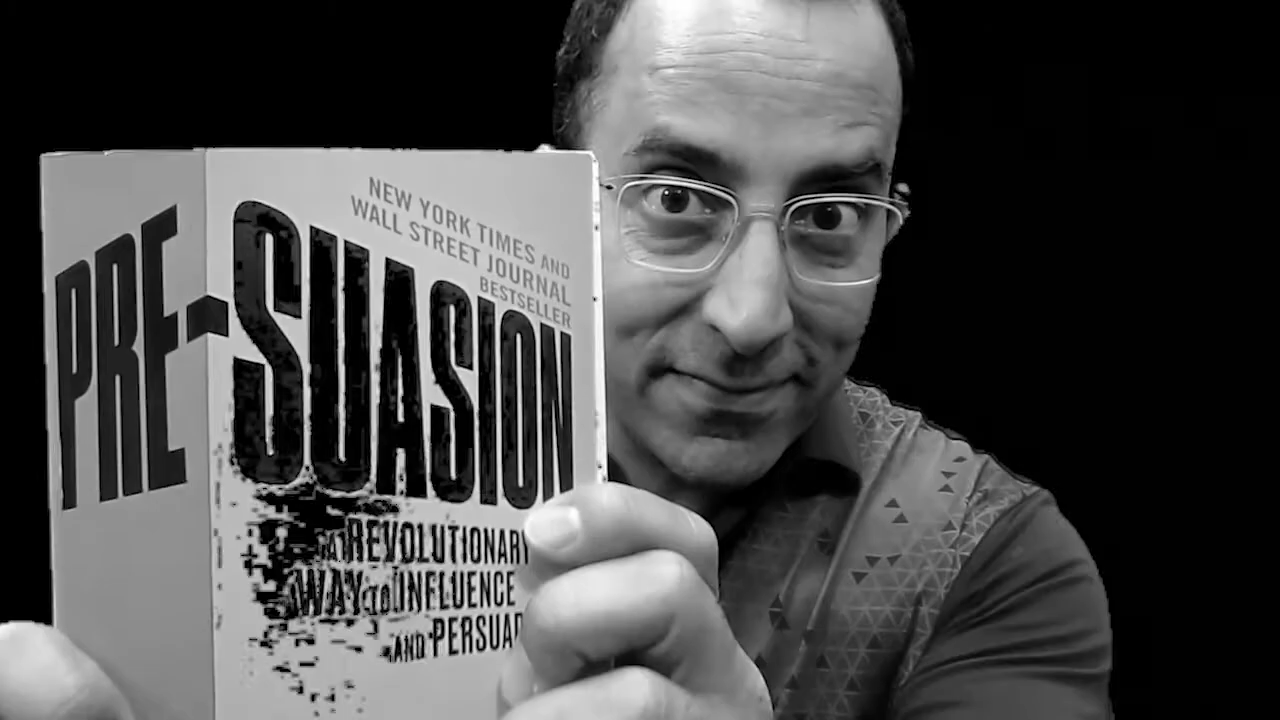 PRE-SUASION
NEW YORK TIMES AND
WALL STREET JOURNAL
BESTSELLER
A REVOLUTIONARY
WAY TO INFLUENCE
AND PERSUAD